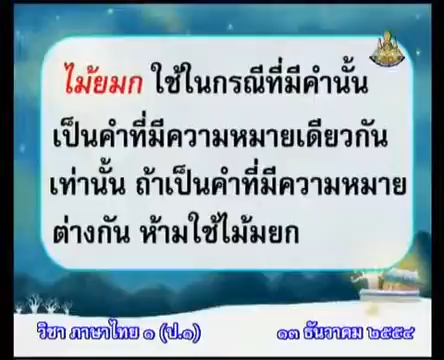 ไม้ยมก ใช้ในกรณีที่มีคำนั้น
เป็นคำที่มีความหมายเดียวกัน
เท่านั้น ถ้าเป็นคำที่มีความหมาย
ต่างกัน ห้ามใช้ไม้มยก
วิชา ภาษาไทย ๑ (ป.๑)
๑๓ ธันวาคม ๒๕๕๔